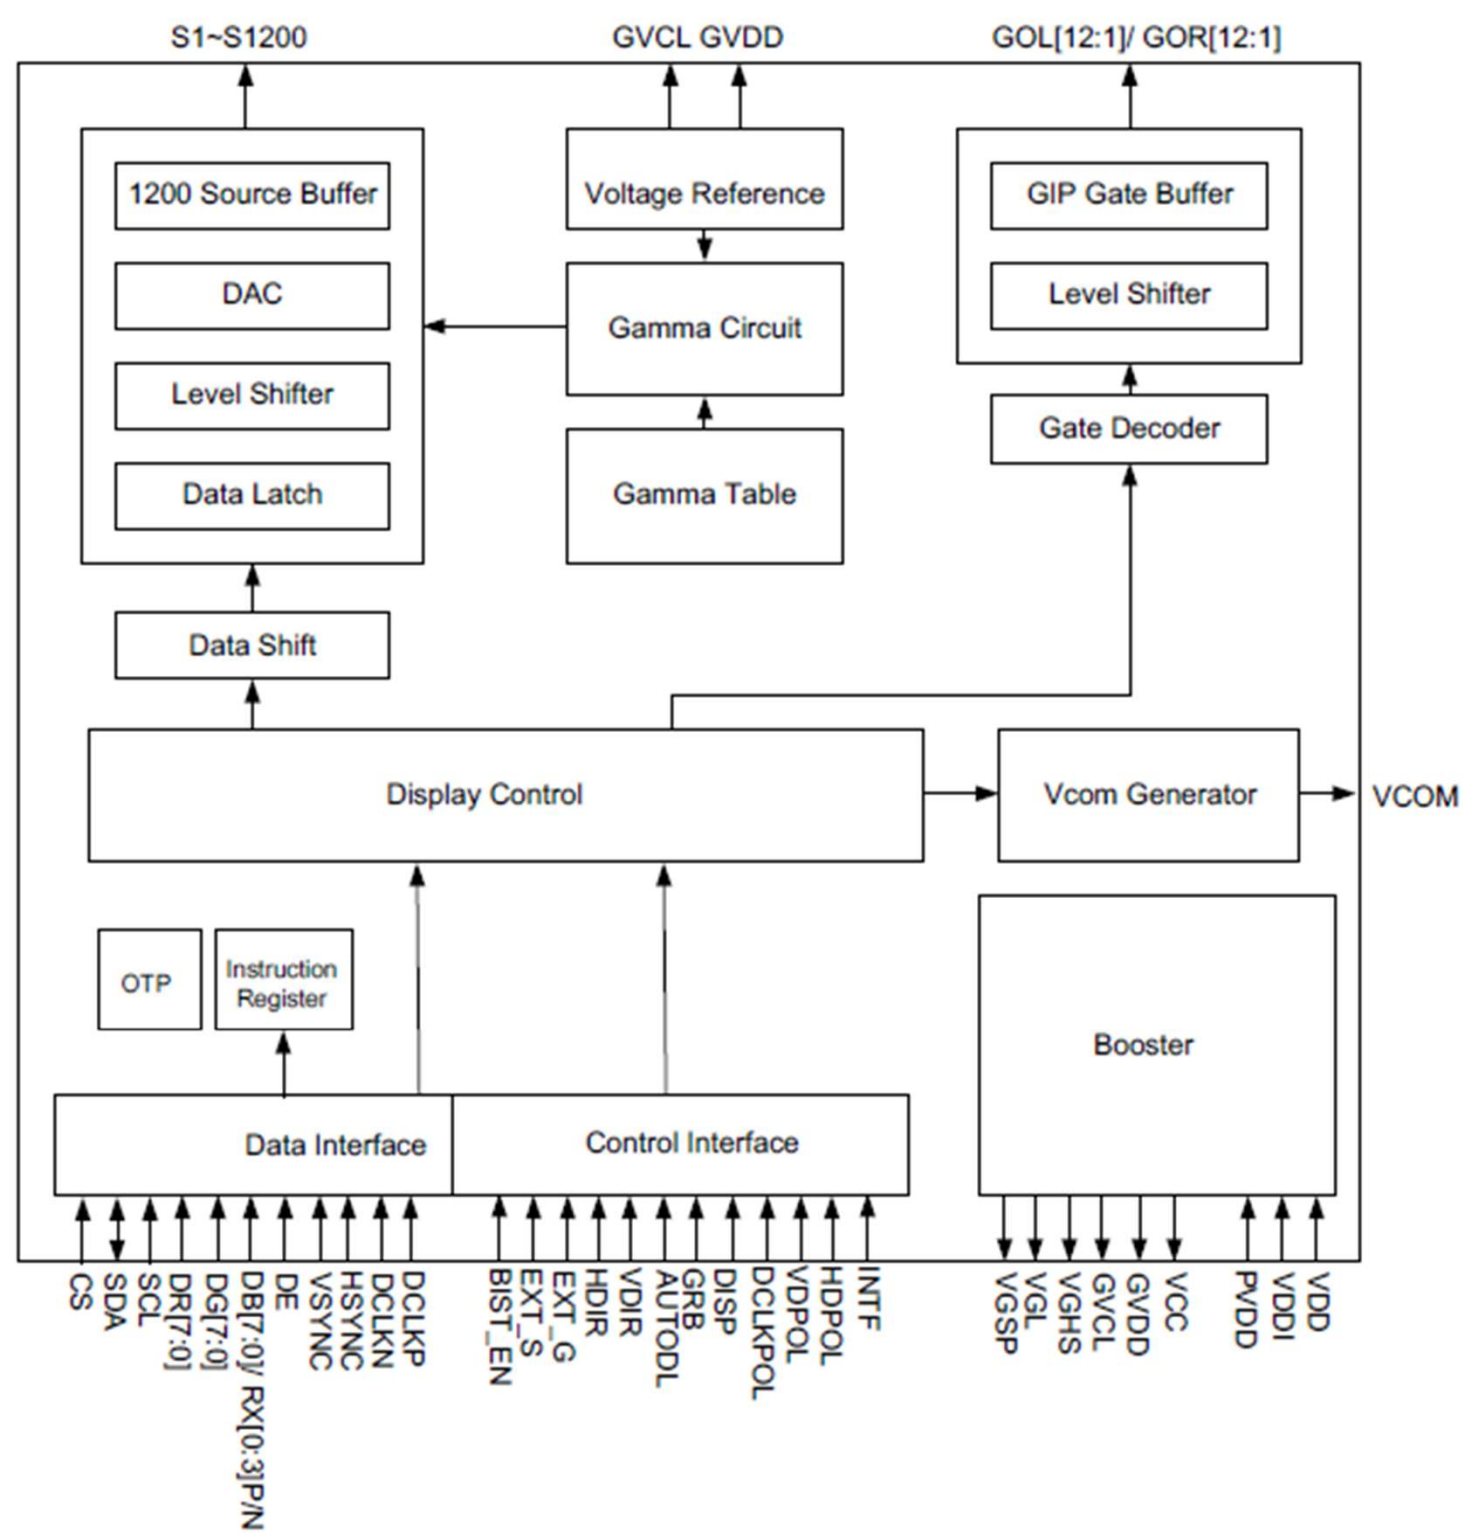 S1~S1200
GVCL GVDD
GOL[12:1]/ GOR[12:1]
1200 Source Buffer
DAC
Level Shifter
Data Latch
Voltage Reference
Gamma Circuit
Gamma Table
GIP Gate Buffer
Level Shifter
Gate Decoder
Data Shift
Display Control
Vcom Generator
VCOM
OTP
Instruction
Register
Booster
Data Interface
Control Interface
CS
SDA
SCL
DR[7:0]
DG[7:0]
DB[7:0]/ RX[0:3]P/N
DE
VSYNC
HSYNC
DCLKN
DCLKP
BIST_EN
EXT_S
EXT_G
HDIR
VDIR
AUTODL
GRB
DISP
DCLKPOL
VDPOL
HDPOL
INTF
VGSP
VGL
VGHS
GVCL
GVDD
VCC
PVDD
VDDI
VDD